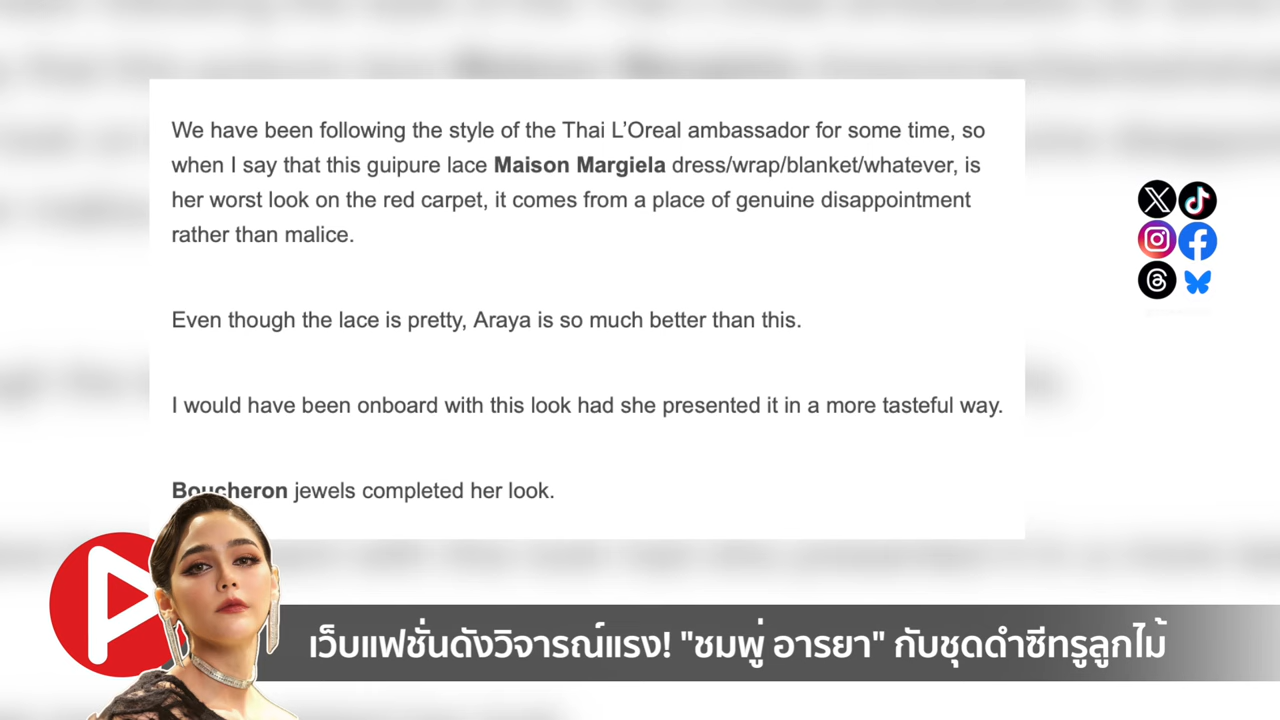 We have been following the style of the Thai L’Oreal ambassador for some time, so
when I say that this guipure lace Maison Margiela dress/wrap/blanket/whatever, is
her worst look on the red carpet, it comes from a place of genuine disappointment
rather than malice.
Even though the lace is pretty, Araya is so much better than this.
I would have been onboard with this look had she presented it in a more tasteful way.
Boucheron jewels completed her look.
เว็บแฟชั่นดังวิจารณ์แรง! "ชมพู่ อารยา" กับชุดดำซีทรูลูกไม้